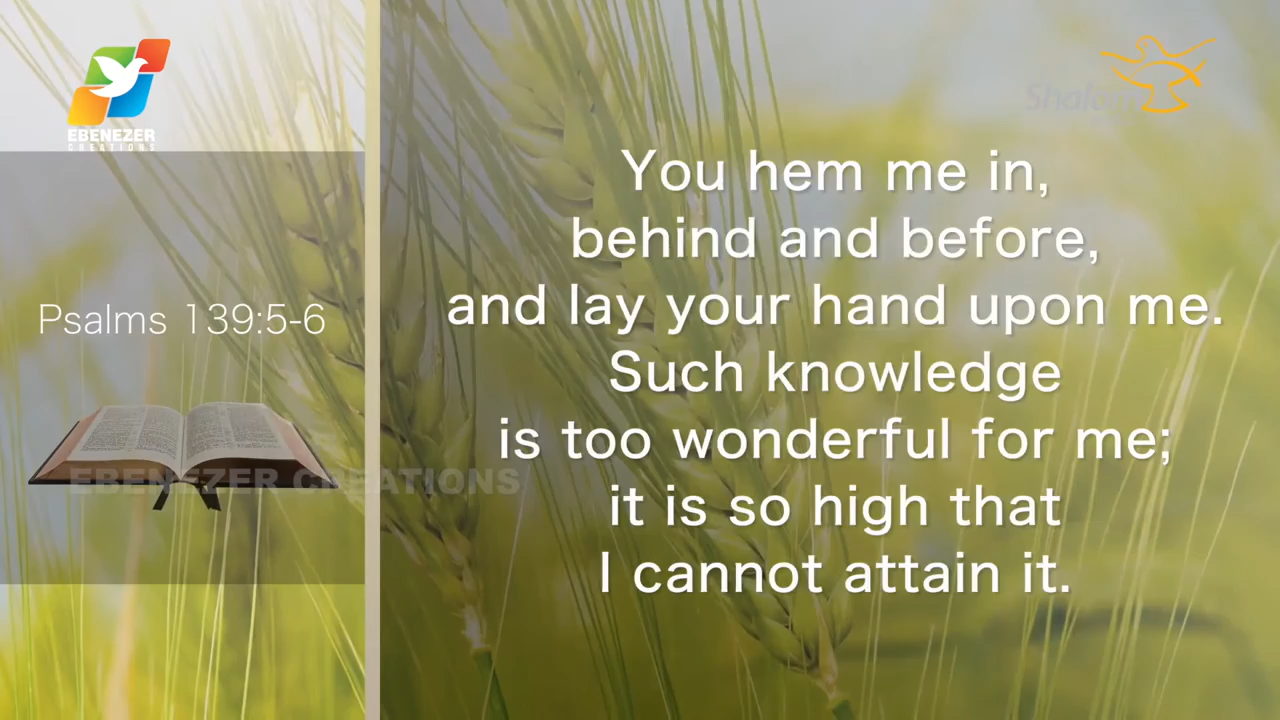 EBENEZER
CREATIONS
Shalom
Psalms 139:5-6
EBENEZER CREATIONS
You hem me in,
behind and before,
and lay your hand upon me.
Such knowledge
is too wonderful for me;
it is so high that
I cannot attain it.